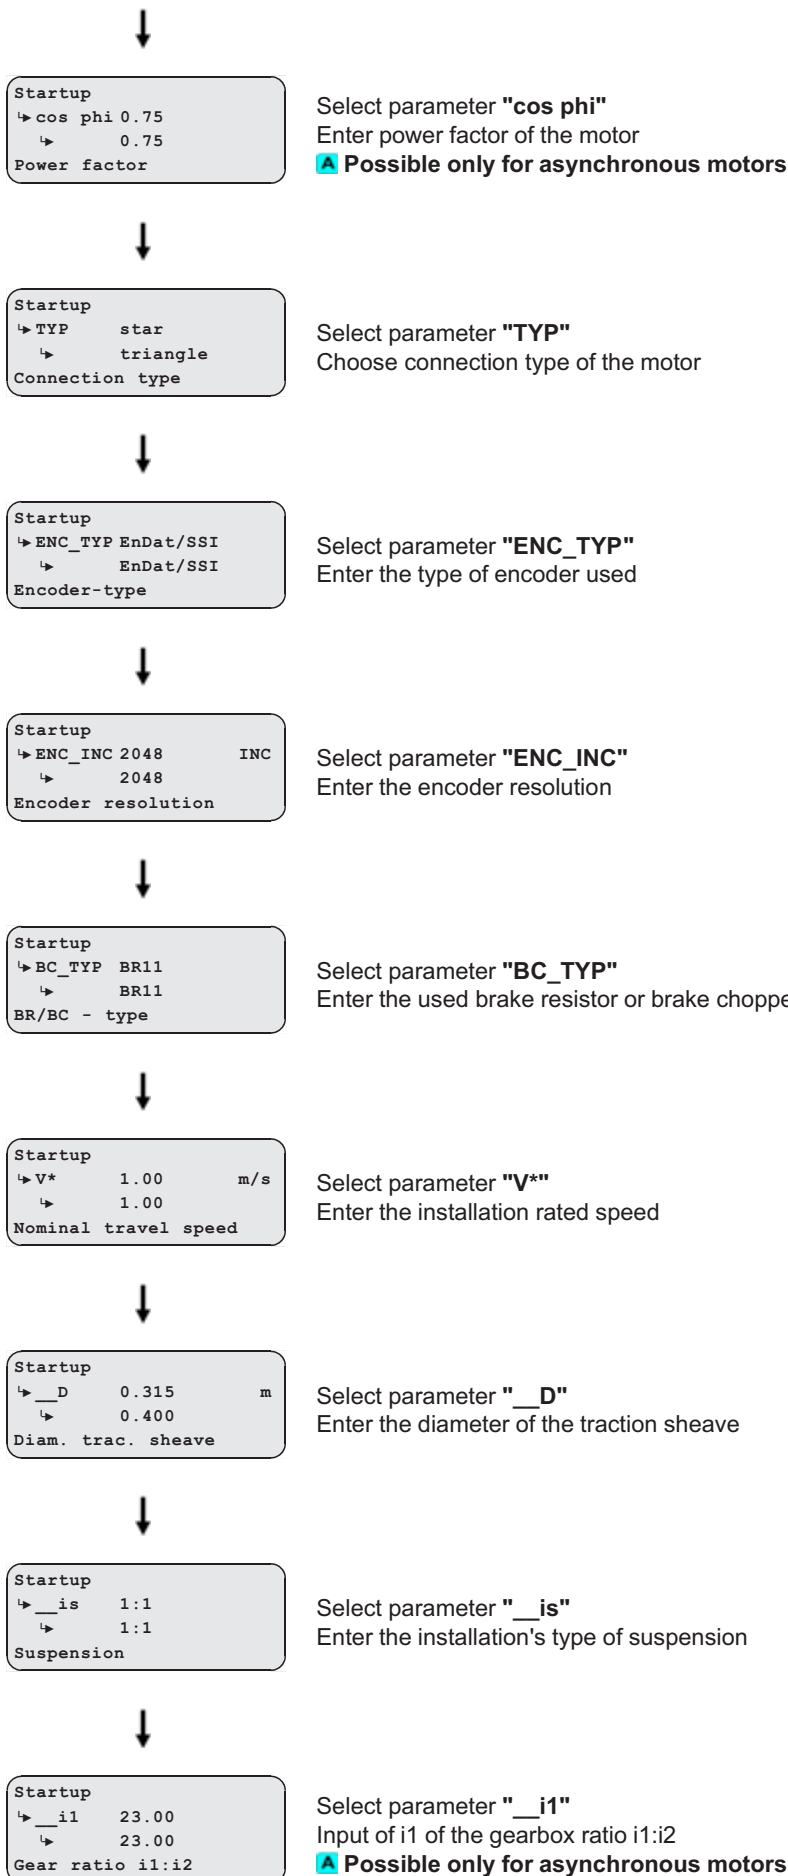 Startup
cos phi 0.75
0.75
Power factor
Select parameter "cos phi"
Enter power factor of the motor
A Possible only for asynchronous motors
Startup
TYP star
triangle
Connection type
Select parameter "TYP"
Choose connection type of the motor
Startup
ENC_TYP EnDat/SSI
EnDat/SSI
Encoder-type
Select parameter "ENC_TYP"
Enter the type of encoder used
Startup
ENC_INC 2048 INC
2048
Encoder resolution
Select parameter "ENC_INC"
Enter the encoder resolution
Startup
BC_TYP BR11
BR11
BR/BC - type
Select parameter "BC_TYP"
Enter the used brake resistor or brake choppe
Startup
V* 1.00 m/s
1.00
Nominal travel speed
Select parameter "V*"
Enter the installation rated speed
Startup
__D 0.315 m
0.400
Diam. trac. sheave
Select parameter "__D"
Enter the diameter of the traction sheave
Startup
__is 1:1
1:1
Suspension
Select parameter "__is"
Enter the installation's type of suspension
Startup
__i1 23.00
23.00
Gear ratio i1:i2
Select parameter "__i1"
Input of i1 of the gearbox ratio i1:i2
A Possible only for asynchronous motors